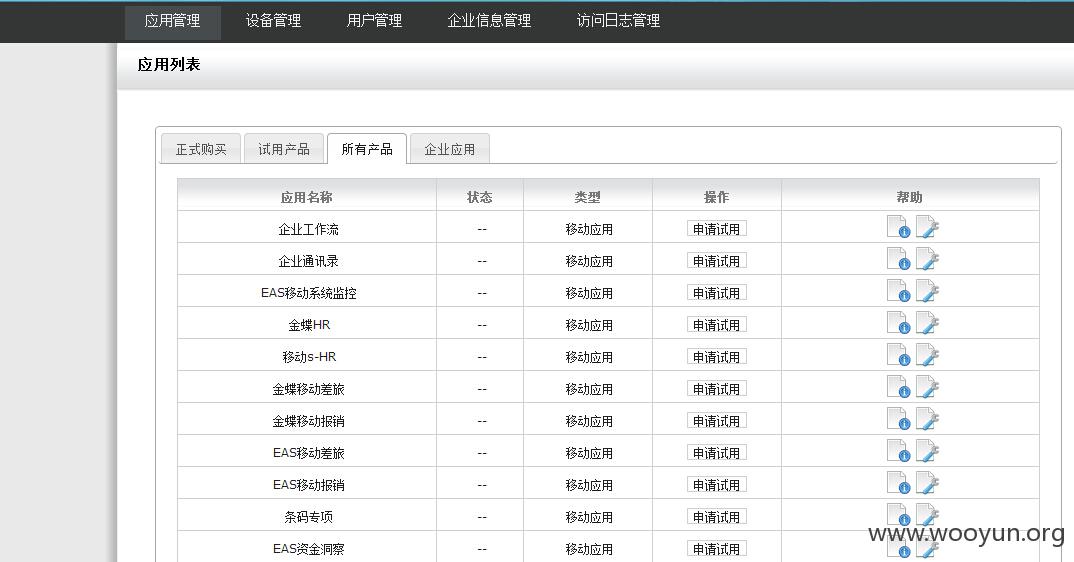 应用管理 设备管理 用户管理 企业信息管理 访问日志管理
应用列表
正式购买 试用产品 所有产品 企业应用
应用名称 状态 类型 操作 帮助
企业工作流 -- 移动应用 申请试用
企业通讯录 -- 移动应用 申请试用
EAS移动系统监控 -- 移动应用 申请试用
金蝶HR -- 移动应用 申请试用
移动s-HR -- 移动应用 申请试用
金蝶移动差旅 -- 移动应用 申请试用
金蝶移动报销 -- 移动应用 申请试用
EAS移动差旅 -- 移动应用 申请试用
EAS移动报销 -- 移动应用 申请试用
条码专项 -- 移动应用 申请试用
www.wooyun.org
EAS资金洞察 -- 移动应用 申请试用